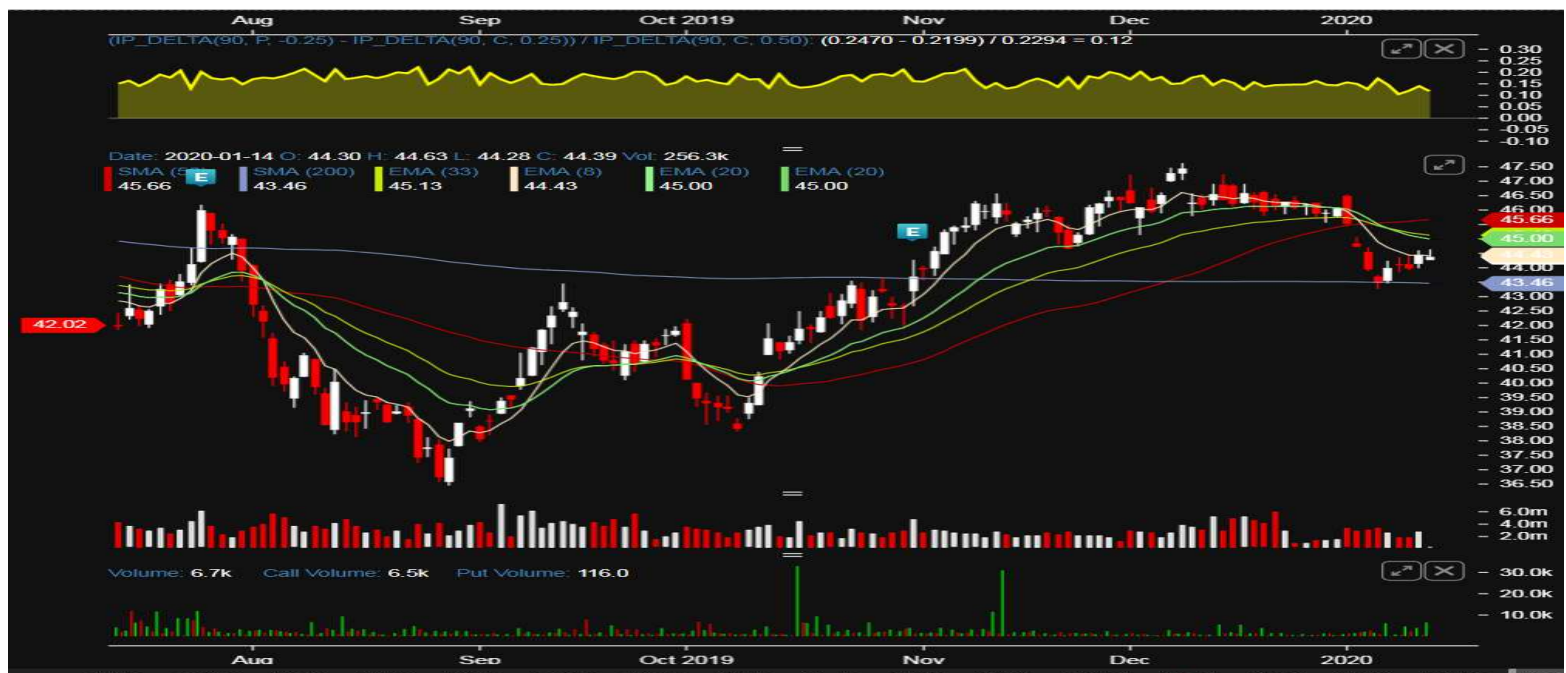 Aug Sep Oct 2019 Nov Dec 2020
(IP_DELTA(90, P, -0.25) - IP_DELTA(90, C, 0.25)) / IP_DELTA(90, C, 0.50): (0.2470 - 0.2199) / 0.2294 = 0.12
0.30
0.25
0.20
0.15
0.10
0.05
0.00
-0.05
-0.10
Date: 2020-01-14 O: 44.30 H: 44.63 L: 44.28 C: 44.39 Vol: 256.3k
SMA (5 SMA (200) EMA (33) EMA (8) EMA (20) EMA (20)
45.66 43.46 45.13 44.43 45.00 45.00
E
E
47.50
47.00
46.50
46.00
45.66
45.00
44.43
44.00
43.46
43.00
42.50
42.02
42.00
41.50
41.00
40.50
40.00
39.50
39.00
38.50
38.00
37.50
37.00
36.50
6.0m
4.0m
2.0m
Volume: 6.7k Call Volume: 6.5k Put Volume: 116.0
30.0k
20.0k
10.0k
Aug Sep Oct 2019 Nov Dec 2020